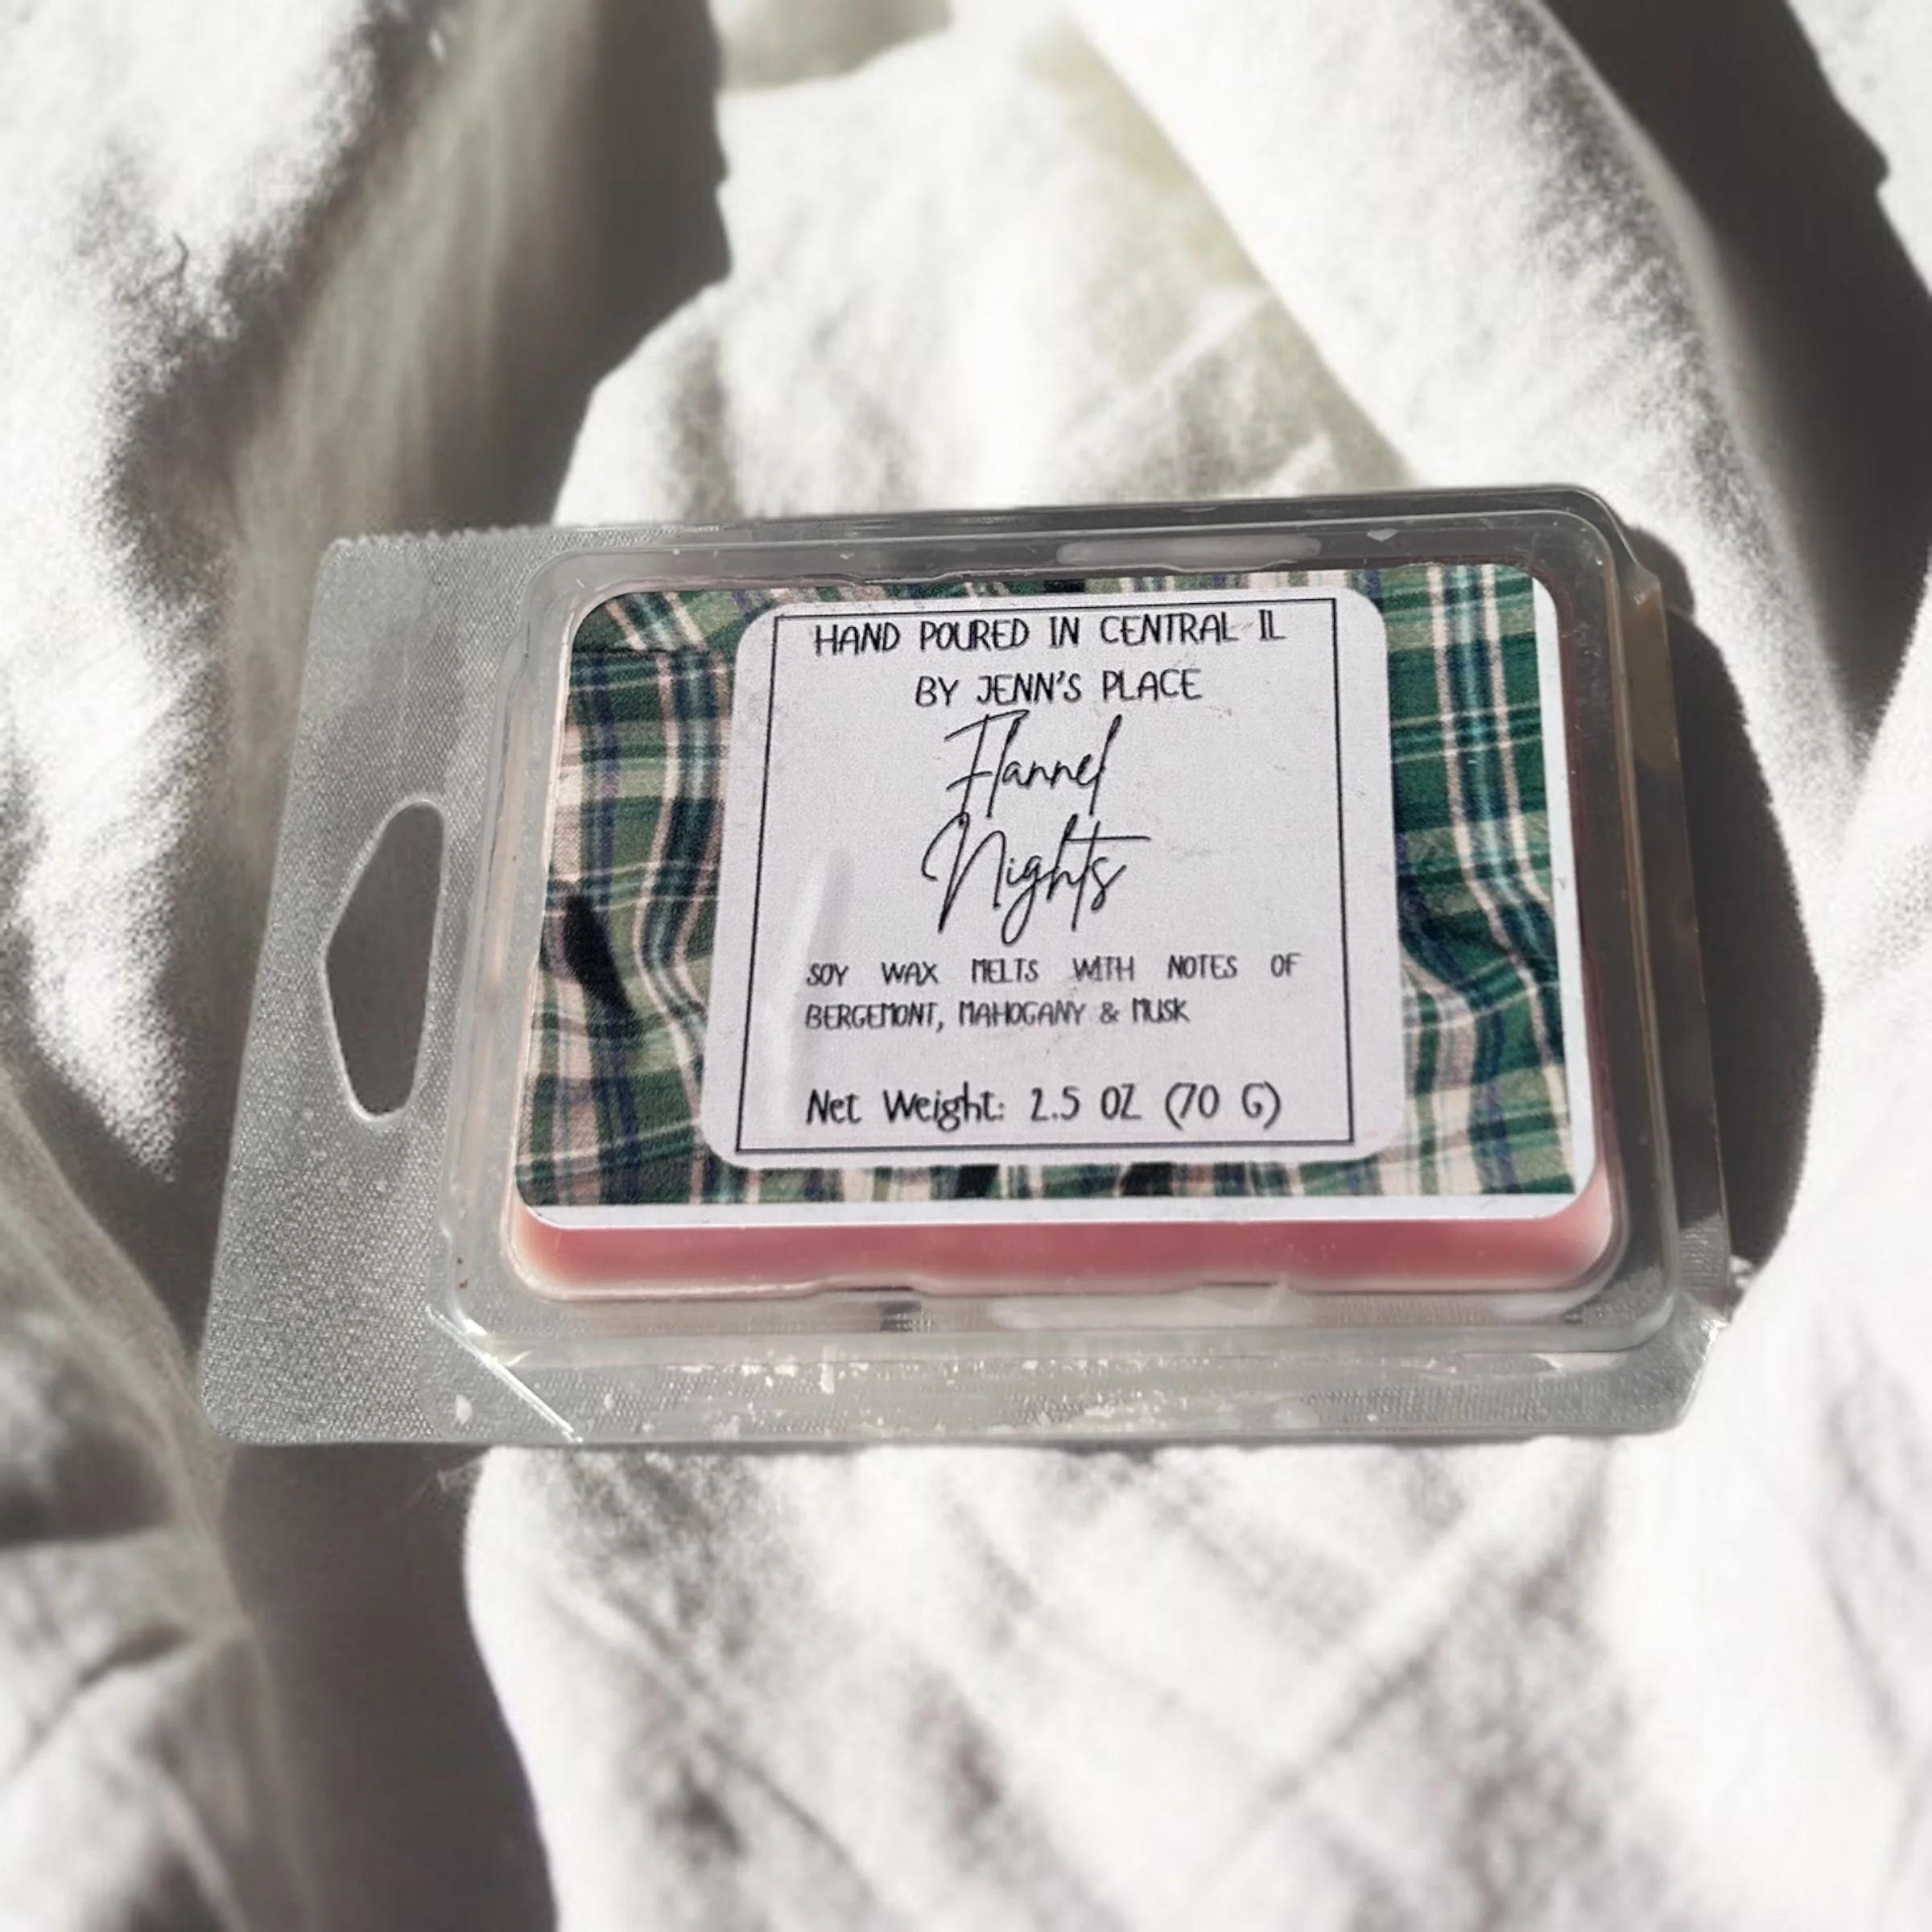 HAND POURED IN CENTRAL IL
BY JENN'S PLACE
Flannel
Nights
SOY WAX MELTS WITH NOTES OF
BERGEMONT, MAHOGANY & MUSK
Net Weight: 2.5 OZ (70 G)